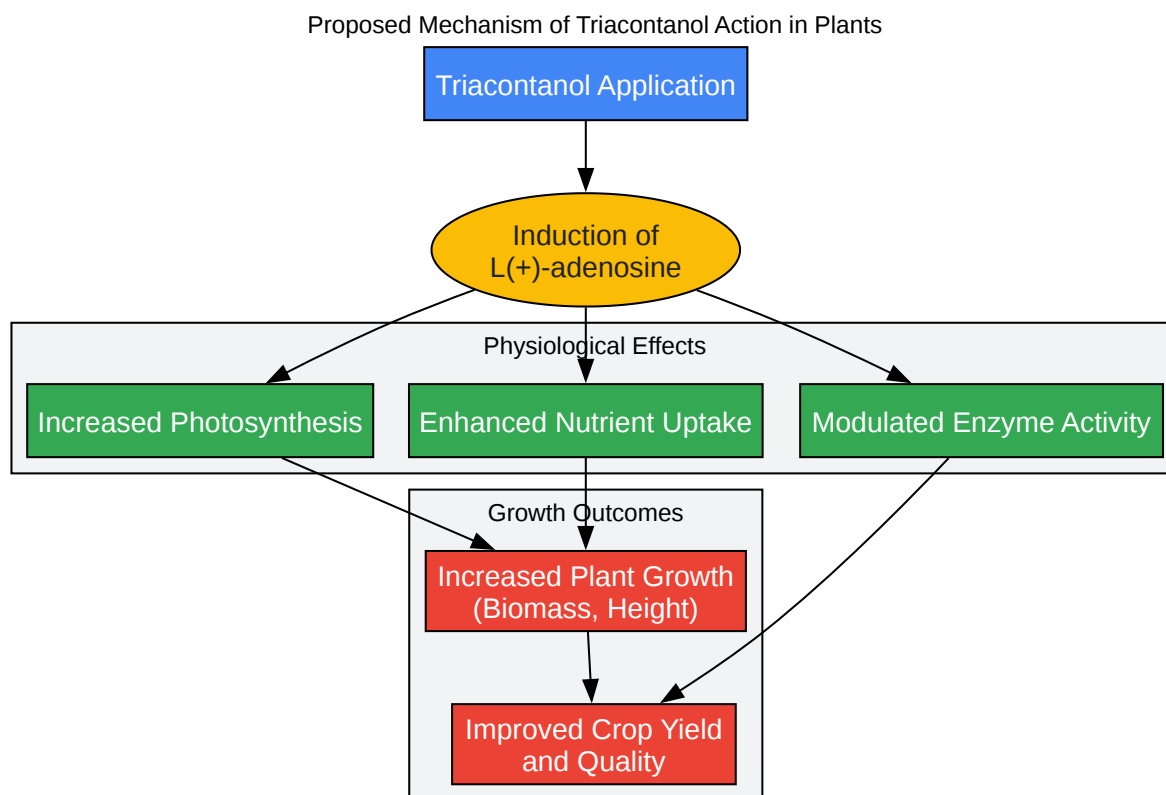 Proposed Mechanism of Triacontanol Action in Plants
Triacontanol Application
Induction of
L(+)-adenosine
Physiological Effects
Increased Photosynthesis
Enhanced Nutrient Uptake
Modulated Enzyme Activity
Growth Outcomes
Increased Plant Growth
(Biomass, Height)
Improved Crop Yield
and Quality